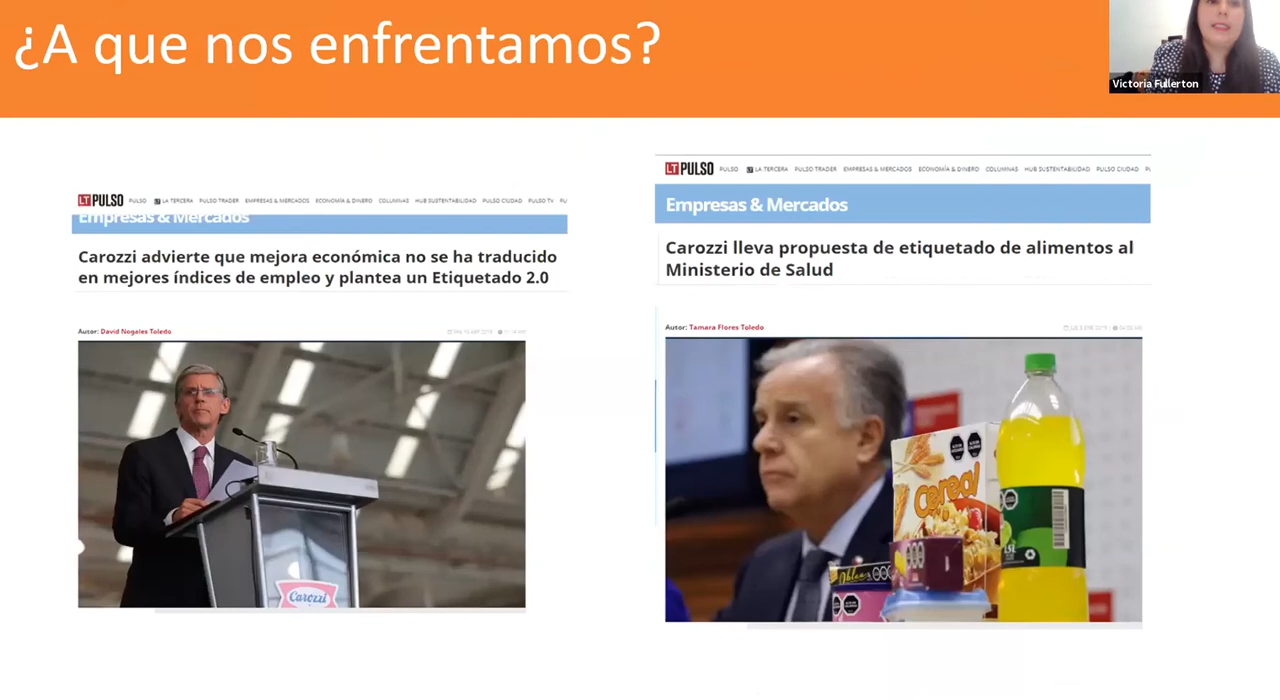 ¿A que nos enfrentamos?
Victoria Fullerton
LT PULSO PULSO LT LA TERCERA PULSO TRADER EMPRESAS & MERCADOS ECONOMÍA & DINERO COLUMNAS HUB SUSTENTABILIDAD PULSO CIUDAD PULSO TV PU
Empresas & Mercados
Carozzi advierte que mejora económica no se ha traducido
en mejores índices de empleo y plantea un Etiquetado 2.0
Autor: David Nogales Toledo
Carozzi
LT PULSO PULSO LT LA TERCERA PULSO TRADER EMPRESAS & MERCADOS ECONOMÍA & DINERO COLUMNAS HUB SUSTENTABILIDAD PULSO CIUDAD
Empresas & Mercados
Carozzi lleva propuesta de etiquetado de alimentos al
Ministerio de Salud
Autor: Tamara Flores Toledo
Cereal